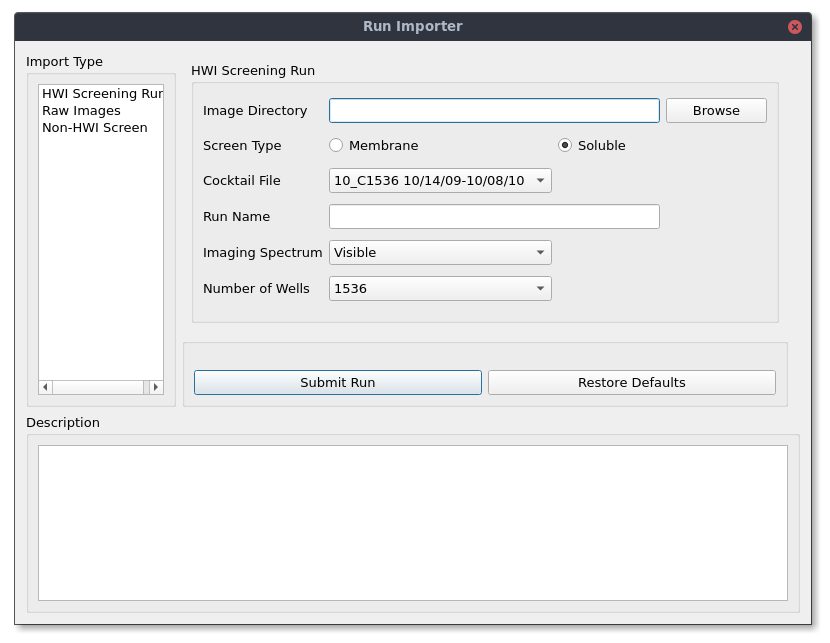 Run Importer
Import Type
HWI Screening Run
Raw Images
Non-HWI Screen
HWI Screening Run
Image Directory
Browse
Screen Type
Membrane
Soluble
Cocktail File
10_C1536 10/14/09-10/08/10
Run Name
Imaging Spectrum
Visible
Number of Wells
1536
Submit Run
Restore Defaults
Description